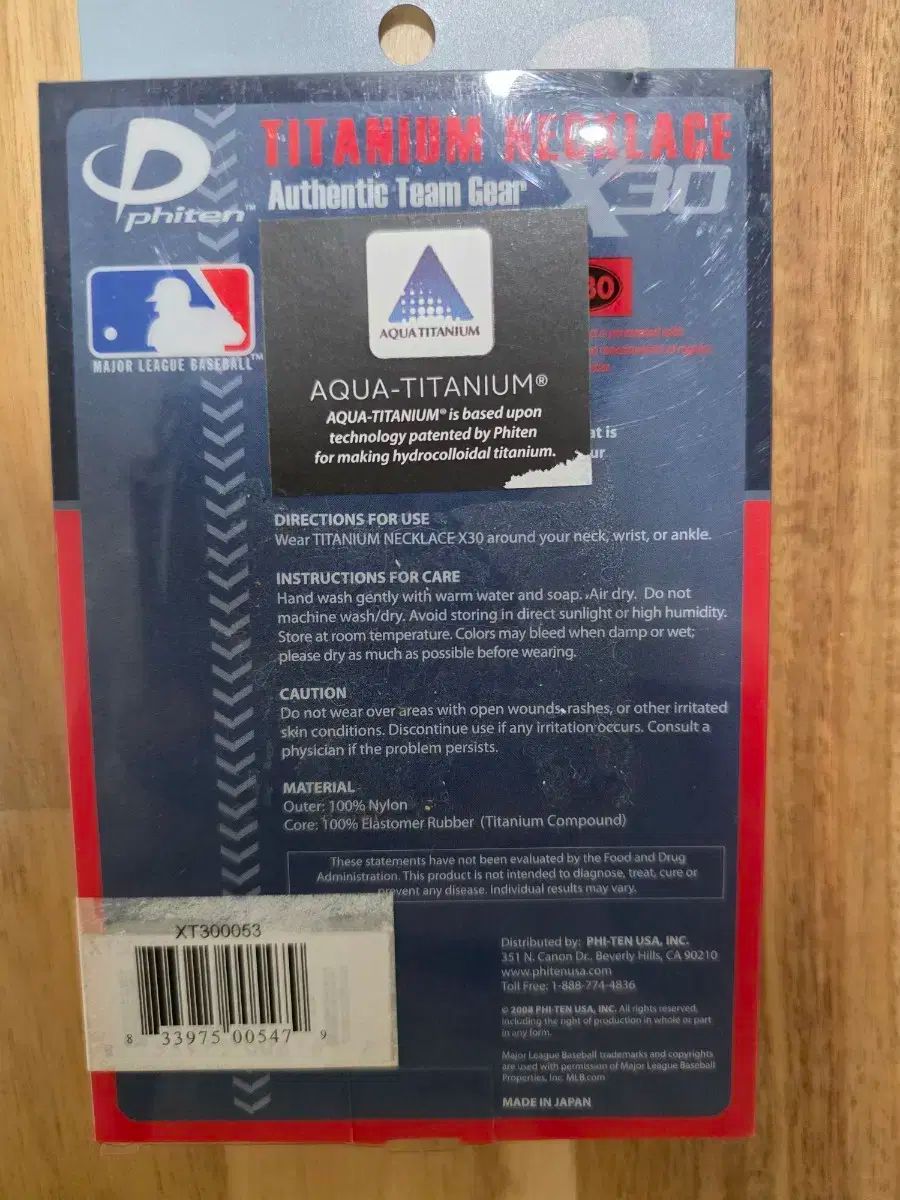 phiten™
TITANIUM NECKLACE
Authentic Team Gear
X30
MAJOR LEAGUE BASEBALL™
AQUA TITANIUM
30
AQUA-TITANIUM®
AQUA-TITANIUM® is based upon
technology patented by Phiten
for making hydrocolloidal titanium.
at is
ur
DIRECTIONS FOR USE
Wear TITANIUM NECKLACE X30 around your neck, wrist, or ankle.
INSTRUCTIONS FOR CARE
Hand wash gently with warm water and soap. Air dry. Do not
machine wash/dry. Avoid storing in direct sunlight or high humidity.
Store at room temperature. Colors may bleed when damp or wet;
please dry as much as possible before wearing.
CAUTION
Do not wear over areas with open wounds, rashes, or other irritated
skin conditions. Discontinue use if any irritation occurs. Consult a
physician if the problem persists.
MATERIAL
Outer: 100% Nylon
Core: 100% Elastomer Rubber (Titanium Compound)
These statements have not been evaluated by the Food and Drug
Administration. This product is not intended to diagnose, treat, cure or
prevent any disease. Individual results may vary.
XT300053
8 33975 00547 9
Distributed by: PHI-TEN USA, INC.
351 N. Canon Dr., Beverly Hills, CA 90210
www.phitenusa.com
Toll Free: 1-888-774-4836
© 2008 PHI-TEN USA, INC. All rights reserved,
including the right of production in whole or part
in any form.
Major League Baseball trademarks and copyrights
are used with permission of Major League Baseball
Properties, Inc. MLB.com
MADE IN JAPAN